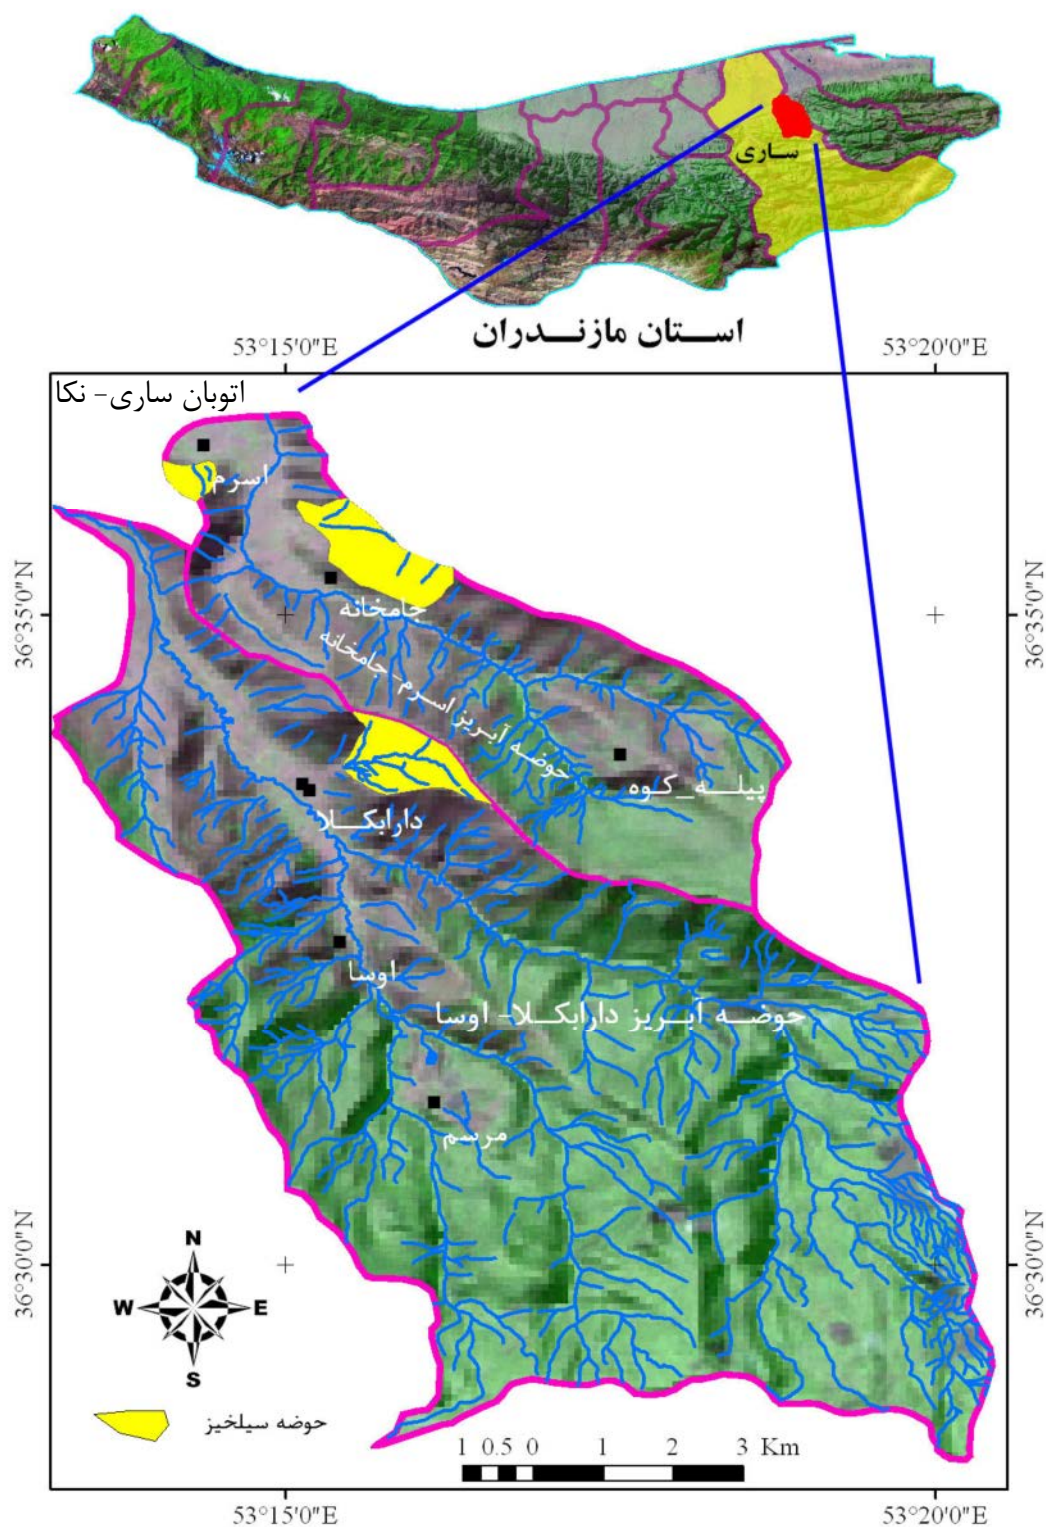 ساری
استان مازندران
53°15'0"E
53°20'0"E
اتوبان ساری- نکا
اسرم
جامخانه
36°35'0"N
36°35'0"N
حوضه آبریز اسرم-جامخانه
پیله_کوه
دارابکلا
اوسا
حوضه آبریز دارابکلا- اوسا
مرسم
36°30'0"N
36°30'0"N
N
W
E
S
حوضه سیلخیز
1 0.5 0 1 2 3 Km
53°15'0"E
53°20'0"E